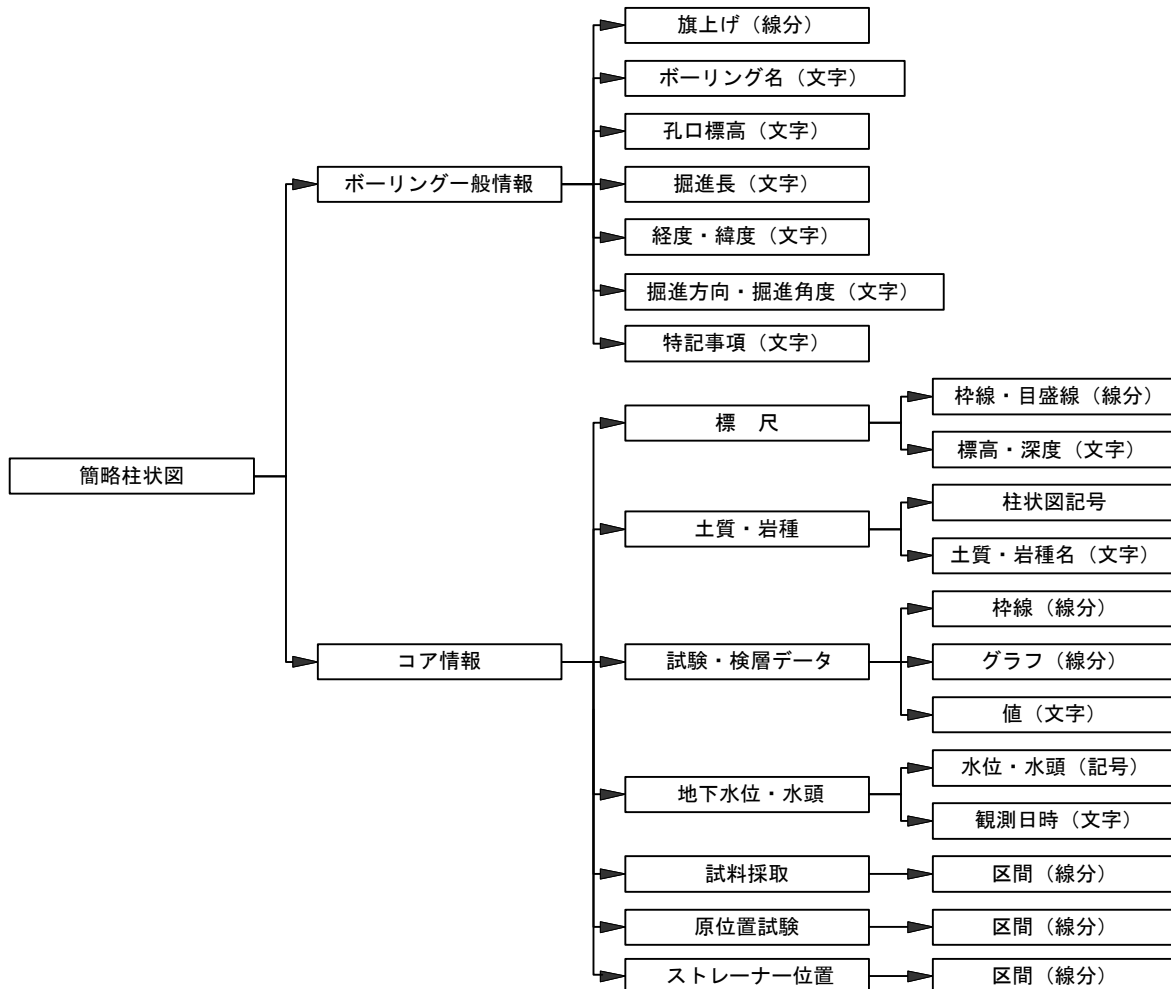 旗上げ（線分）
ボーリング名（文字）
孔口標高（文字）
ボーリング一般情報
掘進長（文字）
経度・緯度（文字）
掘進方向・掘進角度（文字）
特記事項（文字）
簡略柱状図
コア情報
標　尺
枠線・目盛線（線分）
標高・深度（文字）
土質・岩種
柱状図記号
土質・岩種名（文字）
試験・検層データ
枠線（線分）
グラフ（線分）
値（文字）
地下水位・水頭
水位・水頭（記号）
観測日時（文字）
試料採取
区間（線分）
原位置試験
区間（線分）
ストレーナー位置
区間（線分）